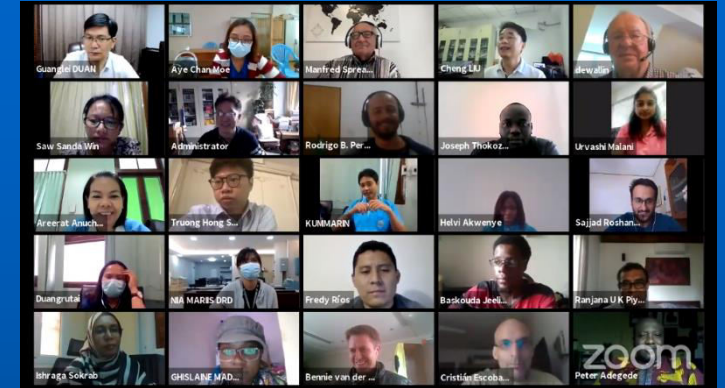 Guanglei DUAN
Aye Chan Moe
Manfred Sprea...
Cheng LIU
dewalin
Saw Sanda Win
Administrator
Rodrigo B. Per...
Joseph Thokoz...
Urvashi Malani
Areerat Anuch...
Truong Hong S...
KUNMARIN
Helvi Akwenye
Sajjad Roshan...
Duangrutai
NIA MARIIS DRD
Fredy Ríos
Baskouda Jeeli...
Ranjana U K Piy...
Ishraga Sokrab
GHISLAINE MAD...
Bennie van der ...
Cristián Escoba...
Peter Adegede
zoom